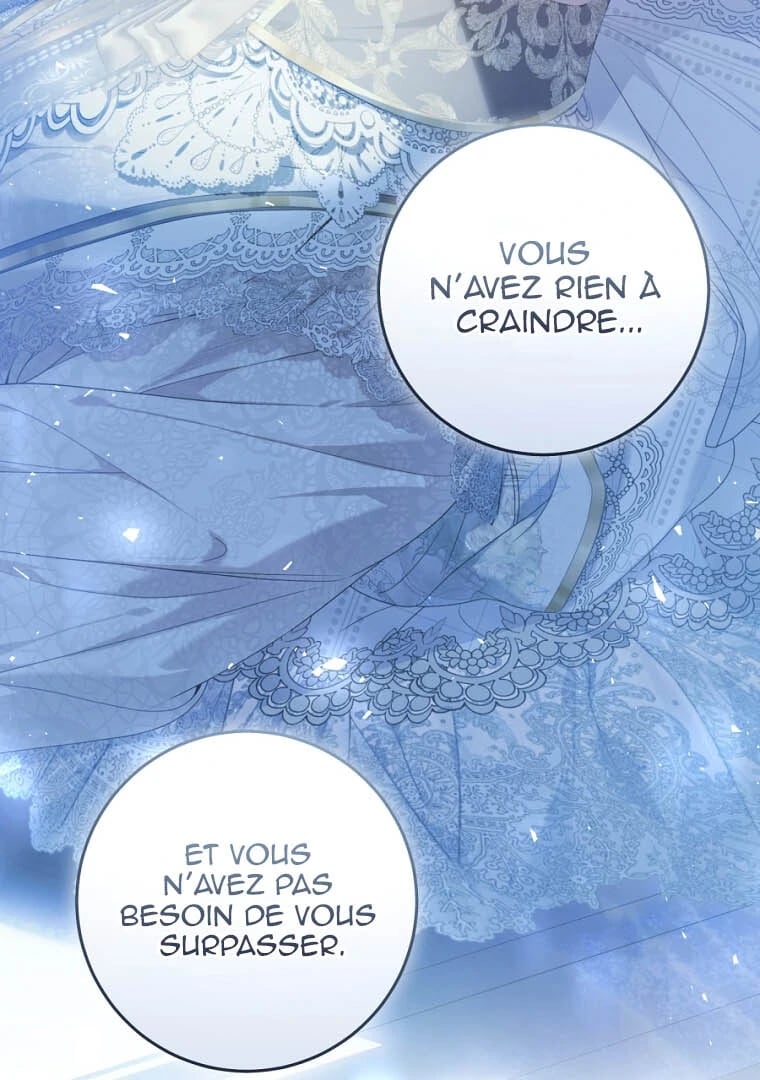 VOUS
N'AVEZ RIEN À
CRAINDRE...
ET VOUS
N'AVEZ PAS
BESOIN DE VOUS
SURPASSER.